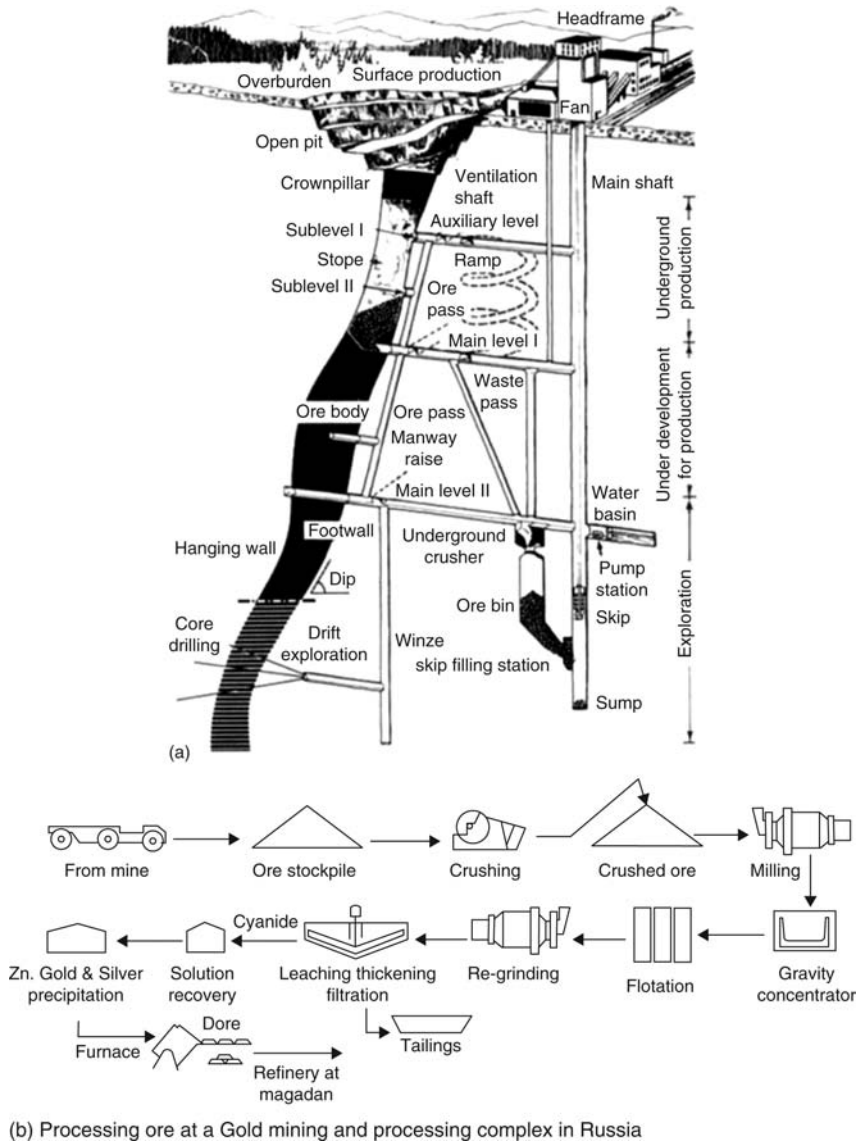 Headframe
Surface production
Overburden
Fan
Open pit
Crownpillar
Ventilation
shaft
Main shaft
Sublevel I
Auxiliary level
Stope
Ramp
Sublevel II
Ore
pass
Underground
production
Main level I
Waste
pass
Ore body
Ore pass
Manway
raise
Under development
for production
Main level II
Water
basin
Footwall
Underground
crusher
Hanging wall
Pump
station
Dip
Ore bin
Skip
Core
drilling
Drift
exploration
Winze
skip filling station
Exploration
Sump
(a)
From mine
Ore stockpile
Crushing
Crushed ore
Milling
Cyanide
Zn. Gold & Silver
precipitation
Solution
recovery
Leaching thickening
filtration
Re-grinding
Flotation
Gravity
concentrator
Furnace
Dore
Refinery at
magadan
Tailings
(b) Processing ore at a Gold mining and processing complex in Russia